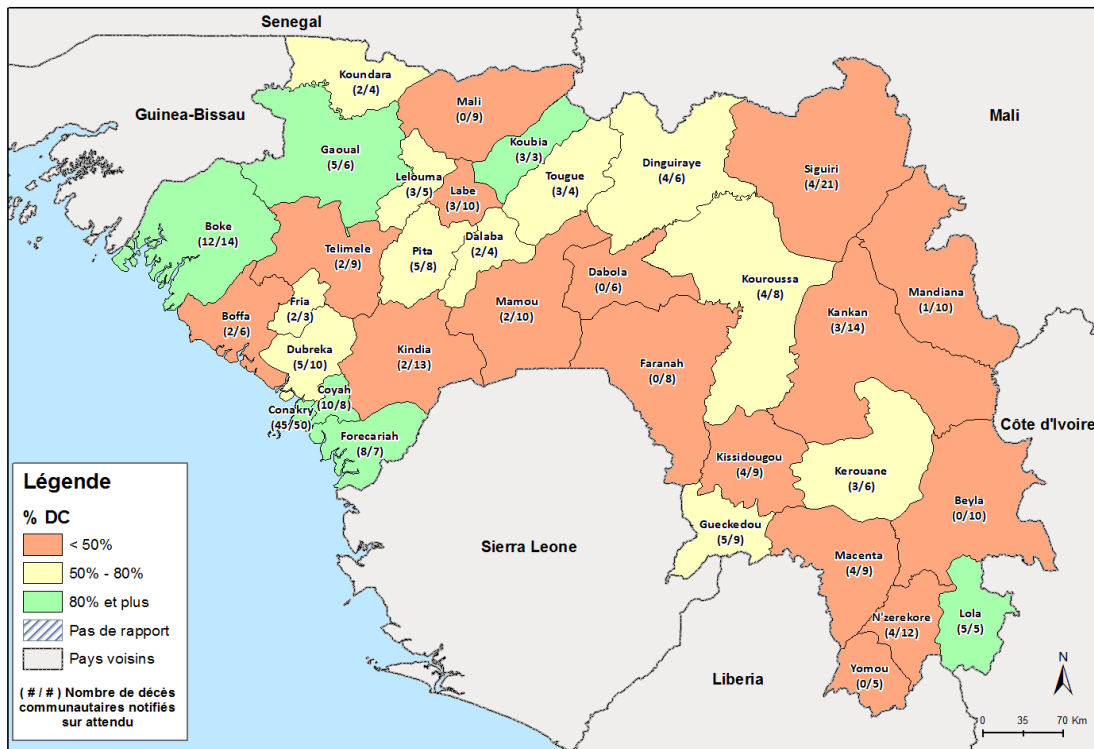 Senegal
Koundara
(2/4)
Guinea-Bissau
Mali
(0/9)
Mali
Gaoual
(5/6)
Koubia
(3/3)
Dinguiraye
(4/6)
Siguiri
(4/21)
Lelouma
(3/5)
Tougue
(3/4)
Labe
(3/10)
Boke
(12/14)
Telimele
(2/9)
Pita
(5/8)
Dalaba
(2/4)
Dabola
(0/6)
Kouroussa
(4/8)
Mandiana
(1/10)
Fria
(2/3)
Boffa
(2/6)
Mamou
(2/10)
Kankan
(3/14)
Dubreka
(5/10)
Kindia
(2/13)
Faranah
(0/8)
Coyah
(10/8)
Conakry
(45/50)
Forecariah
(8/7)
Côte d'Ivoire
Kissidougou
(4/9)
Kerouane
(3/6)
Beyla
(0/10)
Gueckedou
(5/9)
Sierra Leone
Macenta
(4/9)
N'zerekore
(4/12)
Lola
(5/5)
Yomou
(0/5)
Liberia
Légende
% DC
< 50%
50% - 80%
80% et plus
Pas de rapport
Pays voisins
( # / # ) Nombre de décès
communautaires notifiés
sur attendu
N
0 35 70 Km